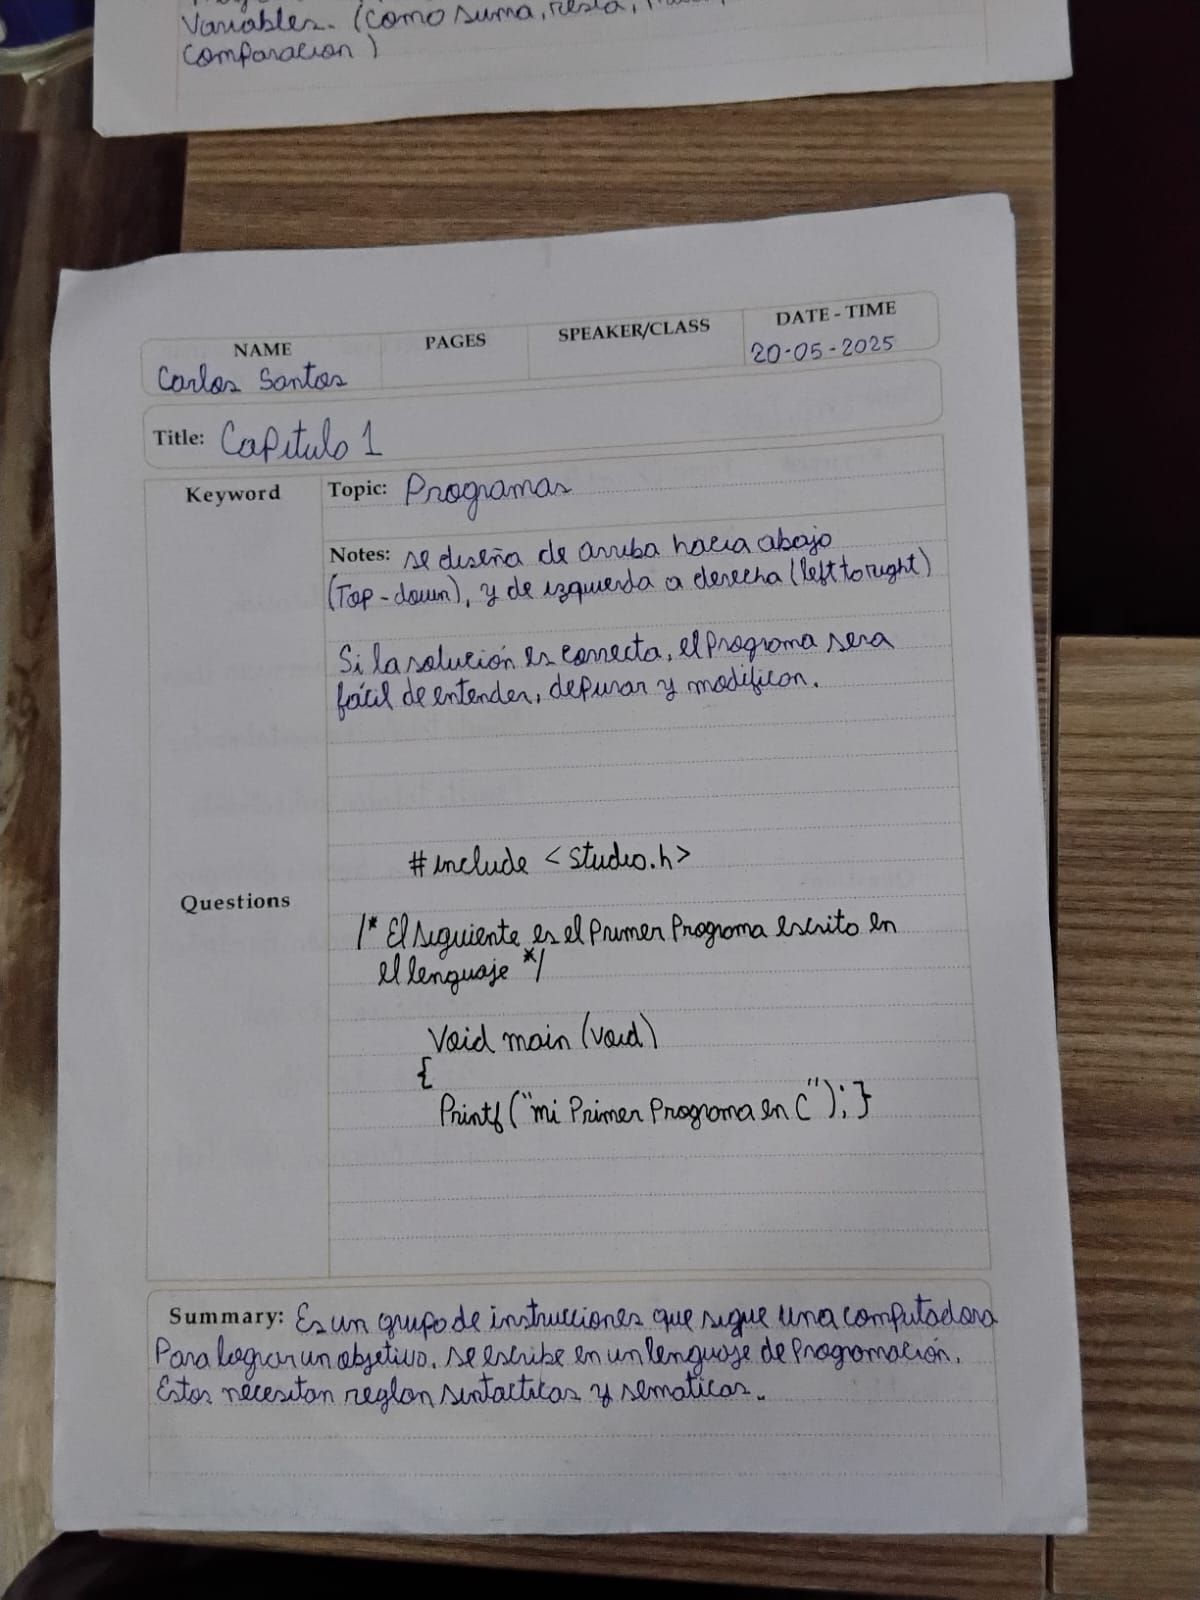 Variables. (como suma, resta,
comparacion)
NAME
PAGES
SPEAKER/CLASS
DATE - TIME
Carlos Santos
20-05-2025
Title: Capitulo 1
Keyword
Topic: Programas
Notes: se diseña de arriba hacia abajo
(Top-down), y de izquierda a derecha (left to right)
Si la solución es correcta, el programa sera
fácil de entender, depurar y modificar.
#include <studio.h>
Questions
/* El siguiente es el Primer Programa escrito en
el lenguaje */
Void main (void)
{
Printf ("mi Primer Programa en C"); }
Summary: Es un grupo de instrucciones que sigue una computadora
Para lograr un objetivo, se escribe en un lenguaje de Programación.
Estos necesitan reglan sintacticas y sematicas.